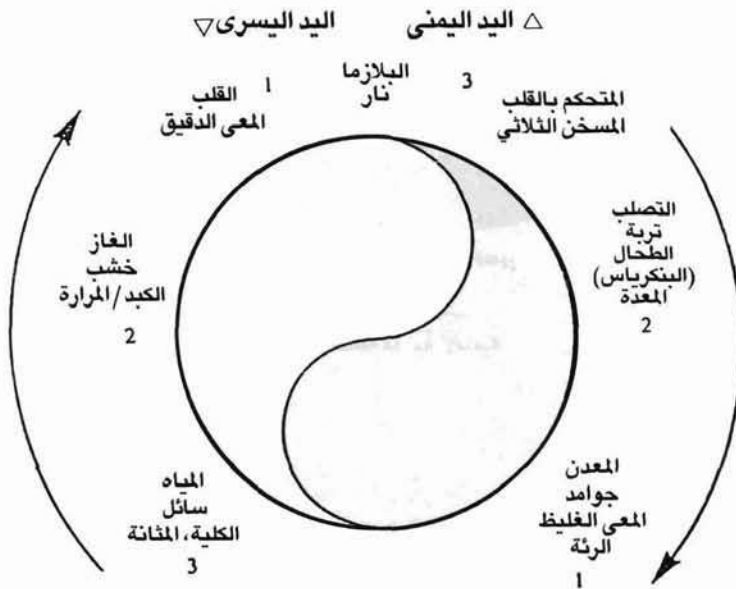 △ اليد اليمنى
اليد اليسرى ▽
البلازما
نار
3
المتحكم بالقلب
المسخن الثلاثي
التصلب
تربة
الطحال
(البنكرياس)
المعدة
2
المعدن
جوامد
المعى الغليظ
الرئة
1
المياه
سائل
الكلية، المثانة
3
الغاز
خشب
الكبد/المرارة
2
القلب
المعى الدقيق
1